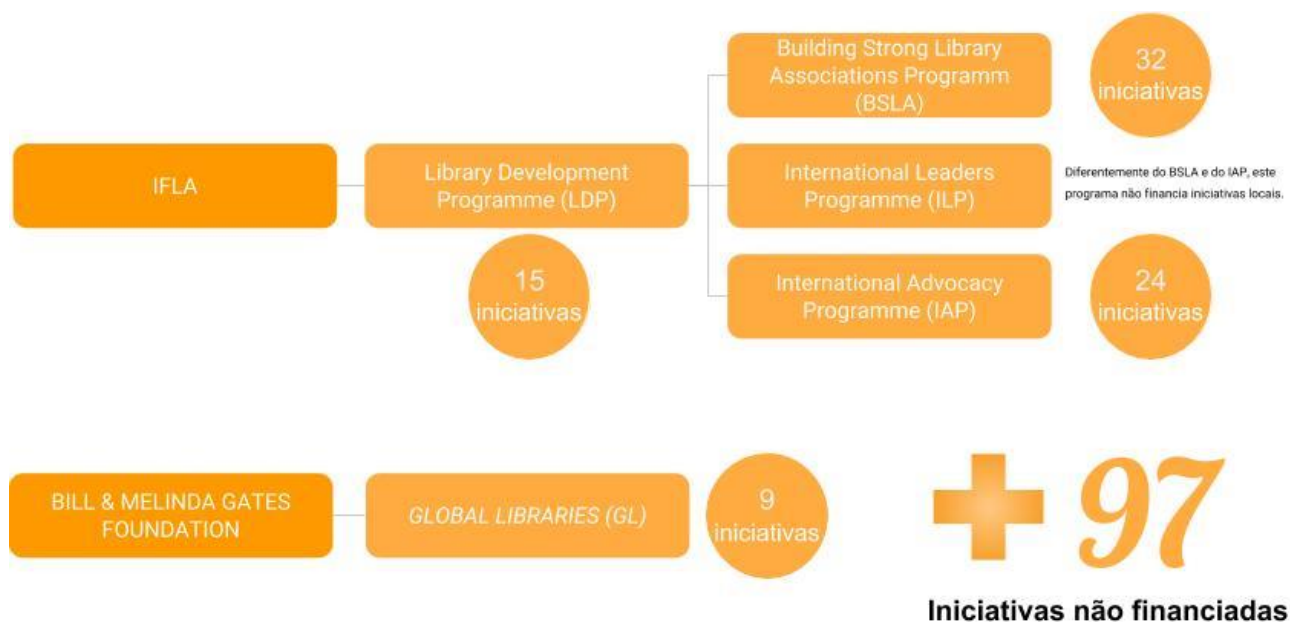 Building Strong Library
Associations Programm
(BSLA)
32
iniciativas
IFLA
Library Development
Programme (LDP)
International Leaders
Programme (ILP)
Diferentemente do BSLA e do IAP, este
programa não financia iniciativas locais.
15
iniciativas
International Advocacy
Programme (IAP)
24
iniciativas
BILL & MELINDA GATES
FOUNDATION
GLOBAL LIBRARIES (GL)
9
iniciativas
+ 97
Iniciativas não financiadas